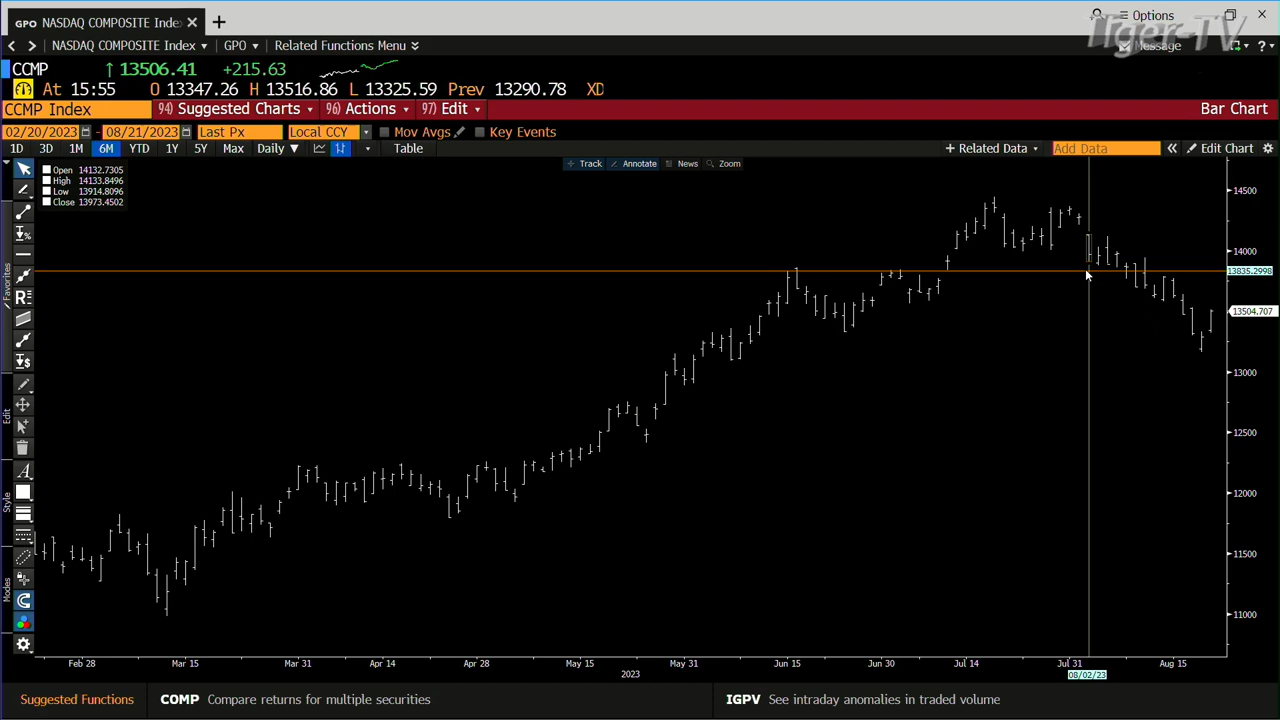 GPO NASDAQ COMPOSITE Inde
Options
Tiger-TV
NASDAQ COMPOSITE Index GPO Related Functions Menu
Message
CCMP 13506.41 +215.63
At 15:55 O 13347.26 H 13516.86 L 13325.59 Prev 13290.78 XD
CCMP Index 94) Suggested Charts 96) Actions 97) Edit Bar Chart
02/20/2023 - 08/21/2023 Last Px Local CCY Mov Avgs Key Events
1D 3D 1M 6M YTD 1Y 5Y Max Daily Table + Related Data Add Data Edit Chart
Track Annotate News Zoom
Open 14132.7305
High 14133.8496
Low 13914.8096
Close 13973.4502
Favorites
Edit
Style
Modes
14500
14000
13835.2998
13504.707
13000
12500
12000
11500
11000
Feb 28 Mar 15 Mar 31 Apr 14 Apr 28 May 15 May 31 Jun 15 Jun 30 Jul 14 Jul 31 Aug 15
2023
08/02/23
Suggested Functions COMP Compare returns for multiple securities IGPV See intraday anomalies in traded volume